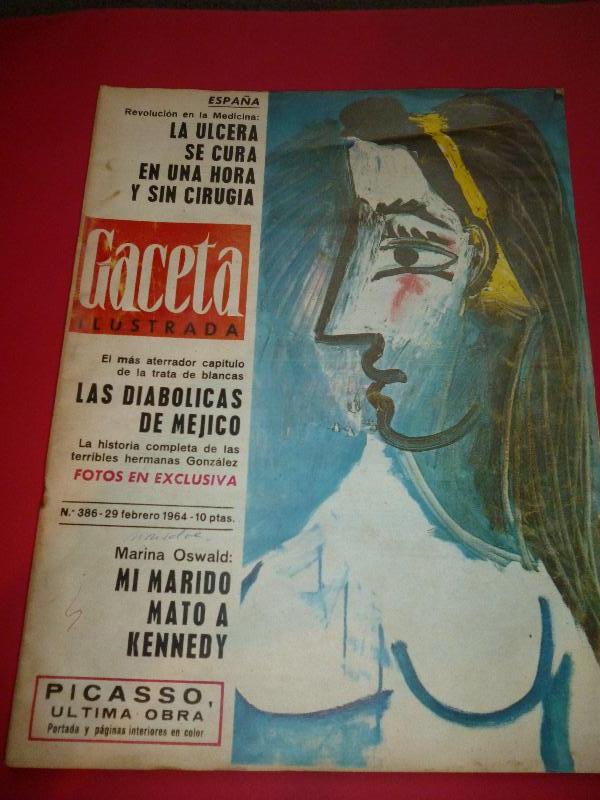 ESPAÑA
Revolución en la Medicina:
LA ULCERA
SE CURA
EN UNA HORA
Y SIN CIRUGIA
Gaceta
ILUSTRADA
El más aterrador capítulo
de la trata de blancas
LAS DIABOLICAS
DE MEJICO
La historia completa de las
terribles hermanas González
FOTOS EN EXCLUSIVA
N.º 386 - 29 febrero 1964 - 10 ptas.
Marina Oswald:
MI MARIDO
MATO A
KENNEDY
PICASSO,
ULTIMA OBRA
Portada y páginas interiores en color